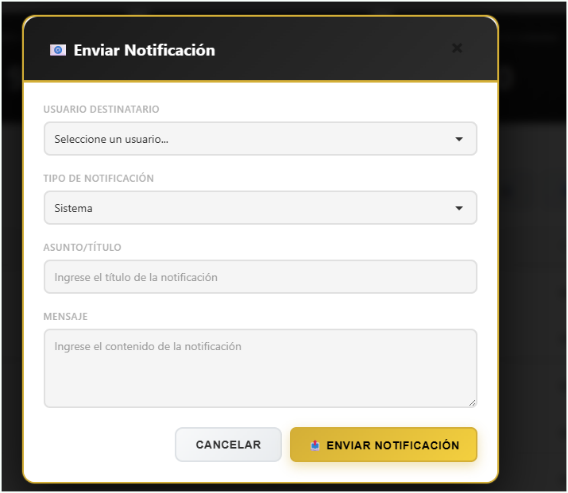 Enviar Notificación
USUARIO DESTINATARIO
Seleccione un usuario...
TIPO DE NOTIFICACIÓN
Sistema
ASUNTO/TÍTULO
Ingrese el título de la notificación
MENSAJE
Ingrese el contenido de la notificación
CANCELAR
ENVIAR NOTIFICACIÓN